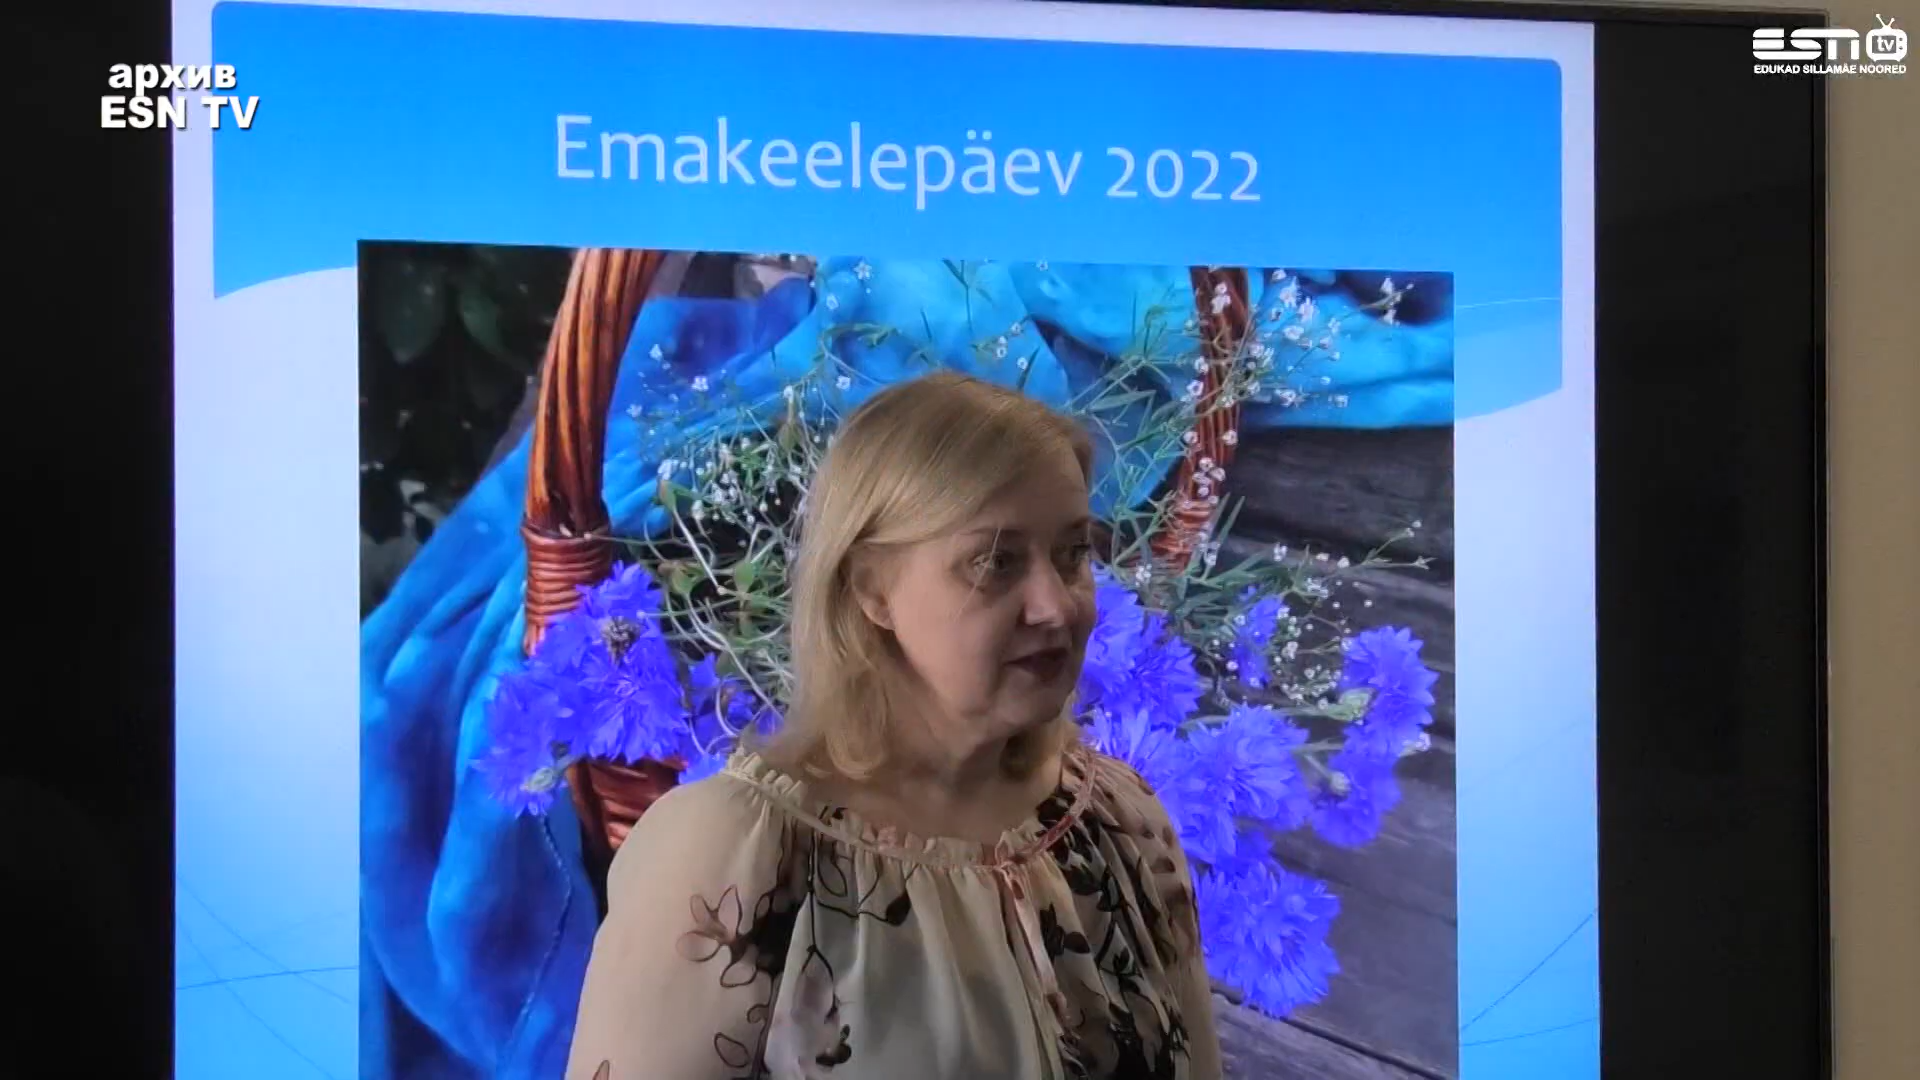 архив
ESN TV
Emakeelepäev 2022
ESN tv
EDUKAD SILLAMÄE NOORED